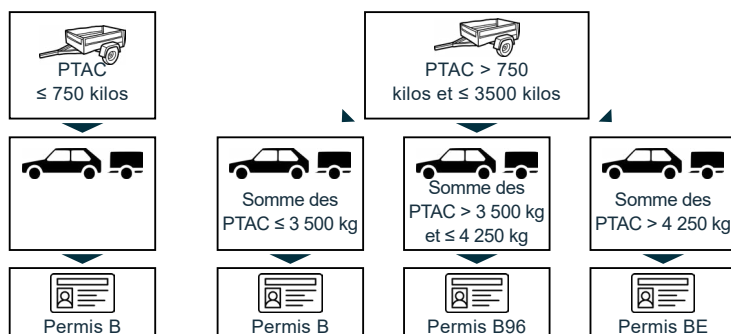 PTAC
≤ 750 kilos
PTAC > 750
kilos et ≤ 3500 kilos
Somme des
PTAC ≤ 3 500 kg
Somme des
PTAC > 3 500 kg
et ≤ 4 250 kg
Somme des
PTAC > 4 250 kg
Permis B
Permis B
Permis B96
Permis BE